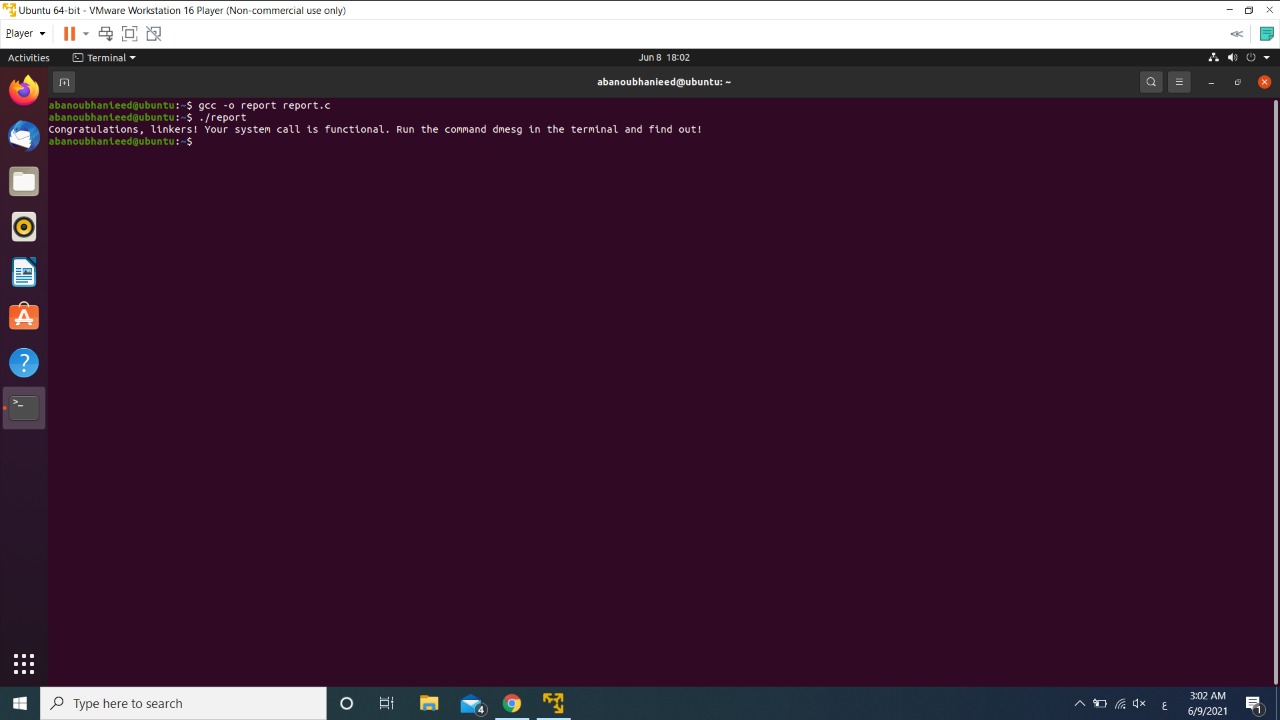 Ubuntu 64-bit - VMware Workstation 16 Player (Non-commercial use only)
Player
Activities
Terminal
Jun 8 18:02
abanoubhanieed@ubuntu: ~
abanoubhanieed@ubuntu:~$ gcc -o report report.c
abanoubhanieed@ubuntu:~$ ./report
Congratulations, linkers! Your system call is functional. Run the command dmesg in the terminal and find out!
abanoubhanieed@ubuntu:~$
Type here to search
4
ع
3:02 AM
6/9/2021
1